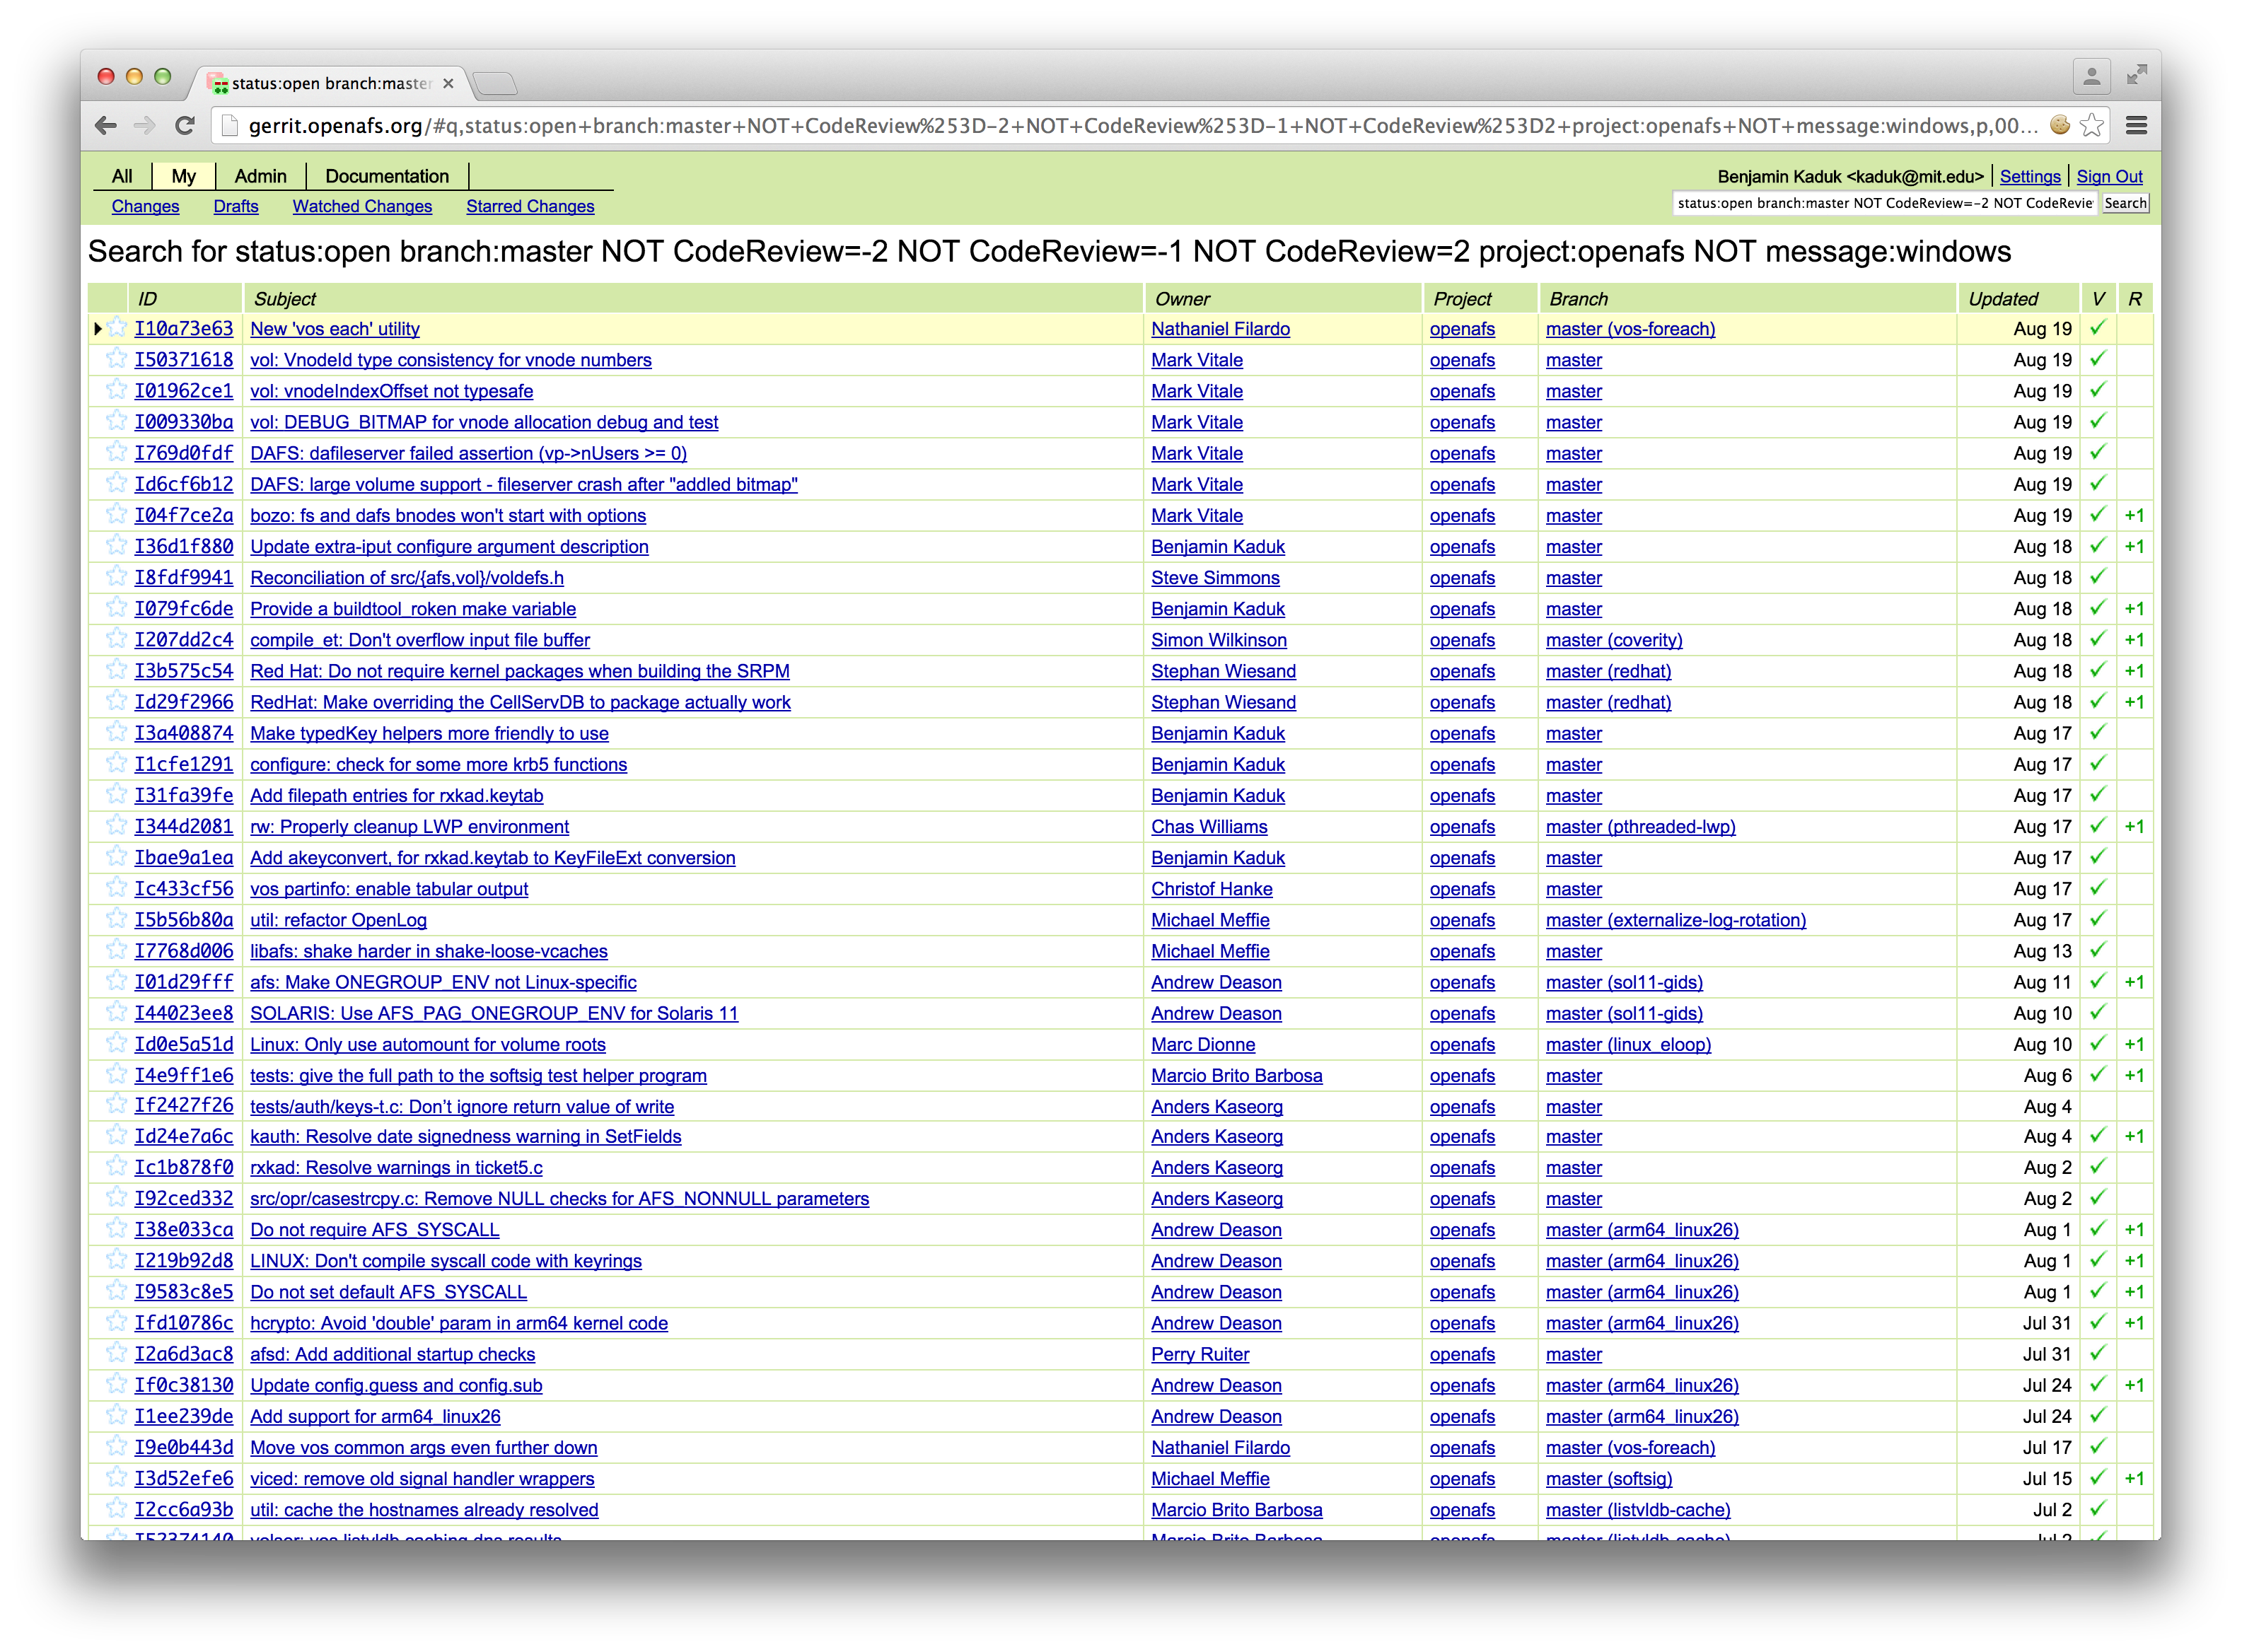 status:open branch:master
gerrit.openafs.org/#q,status:open+branch:master+NOT+CodeReview%253D-2+NOT+CodeReview%253D-1+NOT+CodeReview%253D2+project:openafs+NOT+message:windows,p,00...
All My Admin Documentation Benjamin Kaduk <kaduk@mit.edu> Settings Sign Out
Changes Drafts Watched Changes Starred Changes status:open branch:master NOT CodeReview=-2 NOT CodeRevie Search
Search for status:open branch:master NOT CodeReview=-2 NOT CodeReview=-1 NOT CodeReview=2 project:openafs NOT message:windows
ID Subject Owner Project Branch Updated V R
I10a73e63 New 'vos each' utility Nathaniel Filardo openafs master (vos-foreach) Aug 19 ✓
I50371618 vol: VnodeId type consistency for vnode numbers Mark Vitale openafs master Aug 19 ✓
I01962ce1 vol: vnodeIndexOffset not typesafe Mark Vitale openafs master Aug 19 ✓
I009330ba vol: DEBUG_BITMAP for vnode allocation debug and test Mark Vitale openafs master Aug 19 ✓
I769d0fdf DAFS: dafileserver failed assertion (vp->nUsers >= 0) Mark Vitale openafs master Aug 19 ✓
Id6cf6b12 DAFS: large volume support - fileserver crash after "addled bitmap" Mark Vitale openafs master Aug 19 ✓
I04f7ce2a bozo: fs and dafs bnodes won't start with options Mark Vitale openafs master Aug 19 ✓ +1
I36d1f880 Update extra-iput configure argument description Benjamin Kaduk openafs master Aug 18 ✓ +1
I8fdf9941 Reconciliation of src/{afs,vol}/voldefs.h Steve Simmons openafs master Aug 18 ✓
I079fc6de Provide a buildtool_roken make variable Benjamin Kaduk openafs master Aug 18 ✓ +1
I207dd2c4 compile_et: Don't overflow input file buffer Simon Wilkinson openafs master (coverity) Aug 18 ✓ +1
I3b575c54 Red Hat: Do not require kernel packages when building the SRPM Stephan Wiesand openafs master (redhat) Aug 18 ✓ +1
Id29f2966 RedHat: Make overriding the CellServDB to package actually work Stephan Wiesand openafs master (redhat) Aug 18 ✓ +1
I3a408874 Make typedKey helpers more friendly to use Benjamin Kaduk openafs master Aug 17 ✓
I1cfe1291 configure: check for some more krb5 functions Benjamin Kaduk openafs master Aug 17 ✓
I31fa39fe Add filepath entries for rxkad.keytab Benjamin Kaduk openafs master Aug 17 ✓
I344d2081 rw: Properly cleanup LWP environment Chas Williams openafs master (pthreaded-lwp) Aug 17 ✓ +1
Ibae9a1ea Add akeyconvert, for rxkad.keytab to KeyFileExt conversion Benjamin Kaduk openafs master Aug 17 ✓
Ic433cf56 vos partinfo: enable tabular output Christof Hanke openafs master Aug 17 ✓
I5b56b80a util: refactor OpenLog Michael Meffie openafs master (externalize-log-rotation) Aug 17 ✓
I7768d006 libafs: shake harder in shake-loose-vcaches Michael Meffie openafs master Aug 13 ✓
I01d29fff afs: Make ONEGROUP_ENV not Linux-specific Andrew Deason openafs master (sol11-gids) Aug 11 ✓ +1
I44023ee8 SOLARIS: Use AFS_PAG_ONEGROUP_ENV for Solaris 11 Andrew Deason openafs master (sol11-gids) Aug 10 ✓
Id0e5a51d Linux: Only use automount for volume roots Marc Dionne openafs master (linux_eloop) Aug 10 ✓ +1
I4e9ff1e6 tests: give the full path to the softsig test helper program Marcio Brito Barbosa openafs master Aug 6 ✓ +1
If2427f26 tests/auth/keys-t.c: Don’t ignore return value of write Anders Kaseorg openafs master Aug 4
Id24e7a6c kauth: Resolve date signedness warning in SetFields Anders Kaseorg openafs master Aug 4 ✓ +1
Ic1b878f0 rxkad: Resolve warnings in ticket5.c Anders Kaseorg openafs master Aug 2 ✓
I92ced332 src/opr/casestrcpy.c: Remove NULL checks for AFS_NONNULL parameters Anders Kaseorg openafs master Aug 2 ✓
I38e033ca Do not require AFS_SYSCALL Andrew Deason openafs master (arm64_linux26) Aug 1 ✓ +1
I219b92d8 LINUX: Don't compile syscall code with keyrings Andrew Deason openafs master (arm64_linux26) Aug 1 ✓ +1
I9583c8e5 Do not set default AFS_SYSCALL Andrew Deason openafs master (arm64_linux26) Aug 1 ✓ +1
Ifd10786c hcrypto: Avoid 'double' param in arm64 kernel code Andrew Deason openafs master (arm64_linux26) Jul 31 ✓ +1
I2a6d3ac8 afsd: Add additional startup checks Perry Ruiter openafs master Jul 31 ✓
If0c38130 Update config.guess and config.sub Andrew Deason openafs master (arm64_linux26) Jul 24 ✓ +1
I1ee239de Add support for arm64_linux26 Andrew Deason openafs master (arm64_linux26) Jul 24 ✓
I9e0b443d Move vos common args even further down Nathaniel Filardo openafs master (vos-foreach) Jul 17 ✓
I3d52efe6 viced: remove old signal handler wrappers Michael Meffie openafs master (softsig) Jul 15 ✓ +1
I2cc6a93b util: cache the hostnames already resolved Marcio Brito Barbosa openafs master (listvldb-cache) Jul 2 ✓
I52374140 volser: vos listvldb caching dns results Marcio Brito Barbosa openafs master (listvldb-cache) Jul 2 ✓